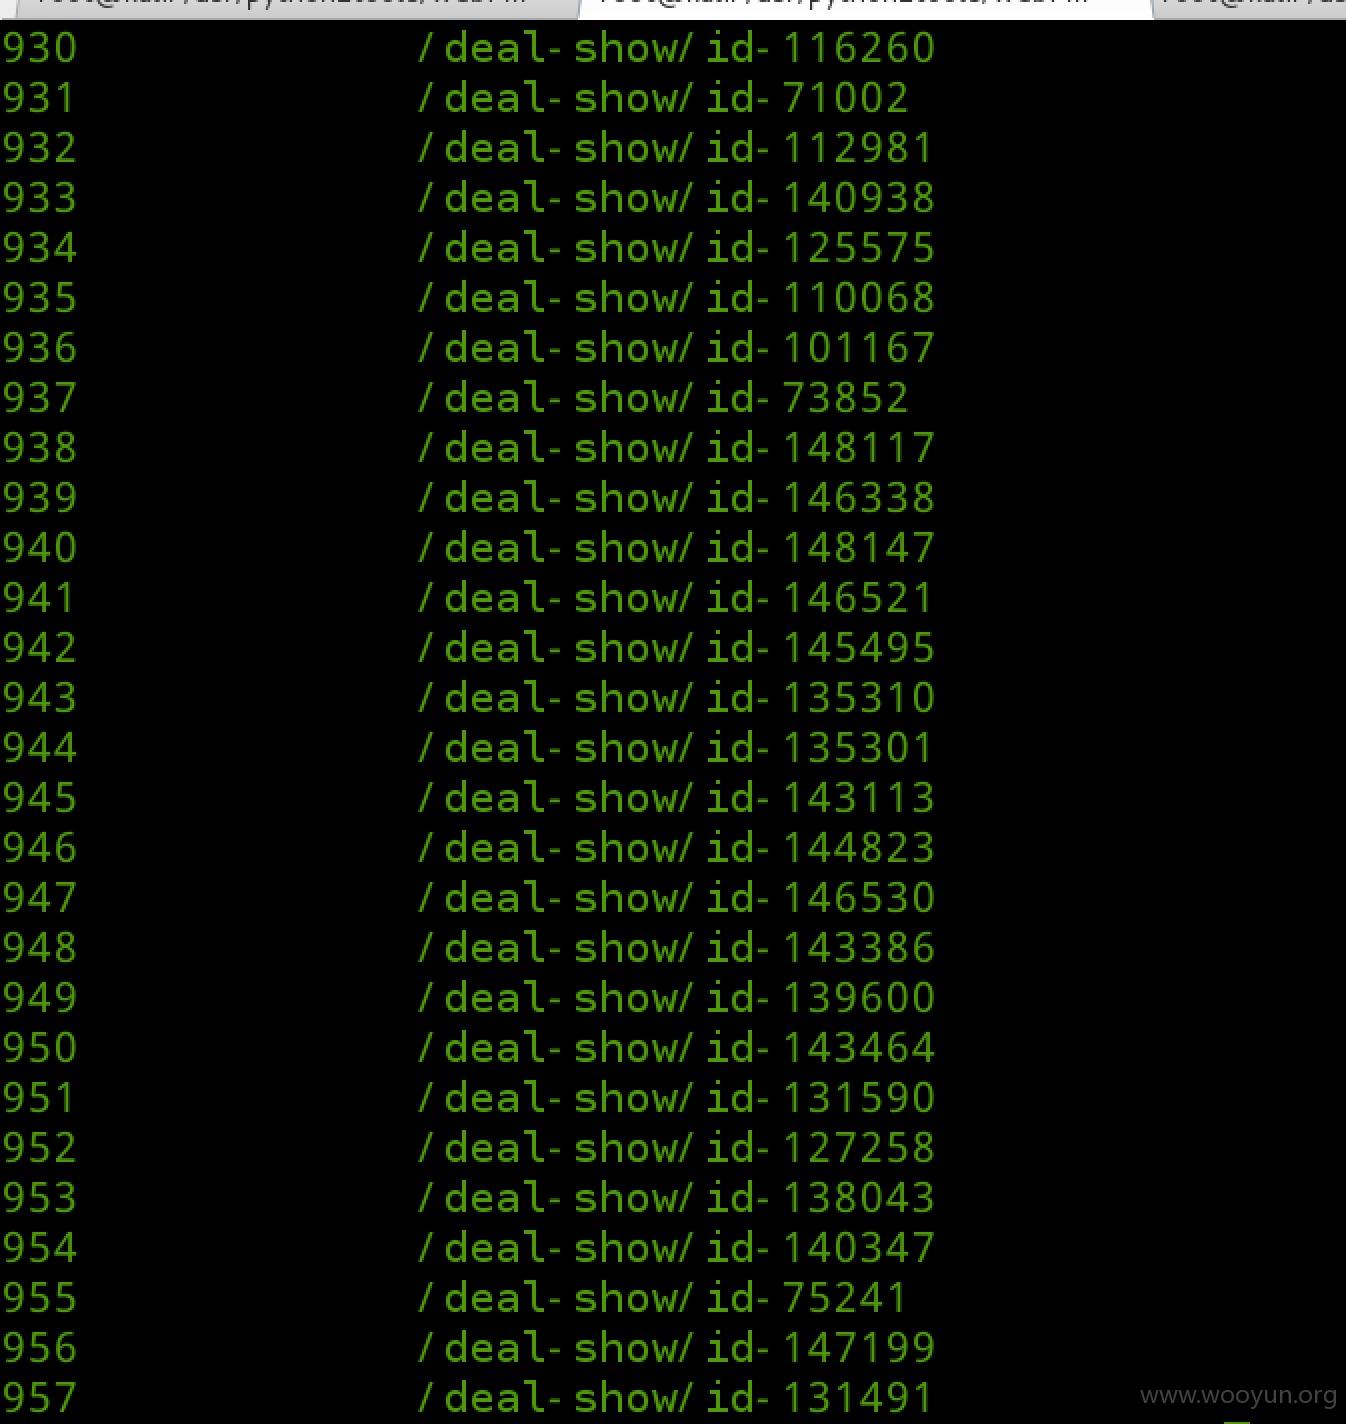 930 /deal-show/id-116260
931 /deal-show/id-71002
932 /deal-show/id-112981
933 /deal-show/id-140938
934 /deal-show/id-125575
935 /deal-show/id-110068
936 /deal-show/id-101167
937 /deal-show/id-73852
938 /deal-show/id-148117
939 /deal-show/id-146338
940 /deal-show/id-148147
941 /deal-show/id-146521
942 /deal-show/id-145495
943 /deal-show/id-135310
944 /deal-show/id-135301
945 /deal-show/id-143113
946 /deal-show/id-144823
947 /deal-show/id-146530
948 /deal-show/id-143386
949 /deal-show/id-139600
950 /deal-show/id-143464
951 /deal-show/id-131590
952 /deal-show/id-127258
953 /deal-show/id-138043
954 /deal-show/id-140347
955 /deal-show/id-75241
956 /deal-show/id-147199
957 /deal-show/id-131491
www.wooyun.org